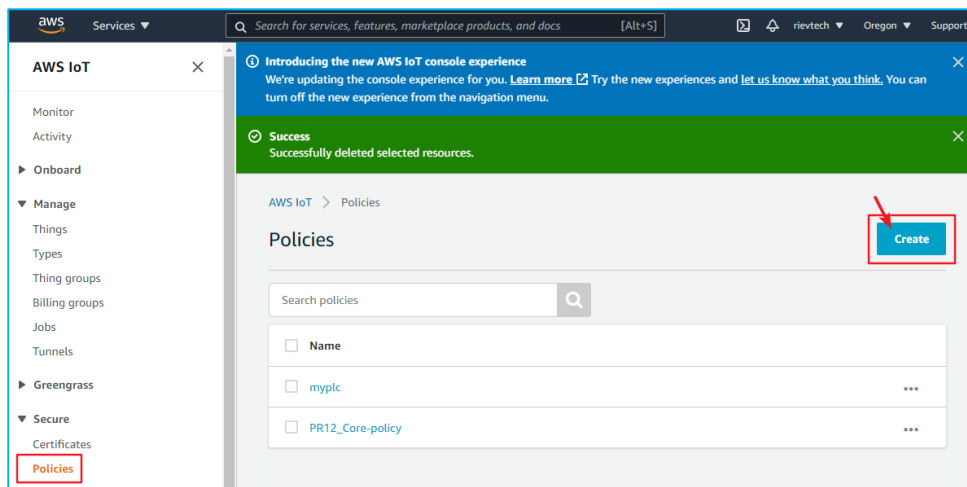 aws
Services
Search for services, features, marketplace products, and docs
[Alt+S]
rievtech
Oregon
Support
AWS IoT
Monitor
Activity
Onboard
Manage
Things
Types
Thing groups
Billing groups
Jobs
Tunnels
Greengrass
Secure
Certificates
Policies
Introducing the new AWS IoT console experience
We're updating the console experience for you. Learn more Try the new experiences and let us know what you think. You can
turn off the new experience from the navigation menu.
Success
Successfully deleted selected resources.
AWS IoT > Policies
Policies
Create
Search policies
Name
myplc
PR12_Core-policy